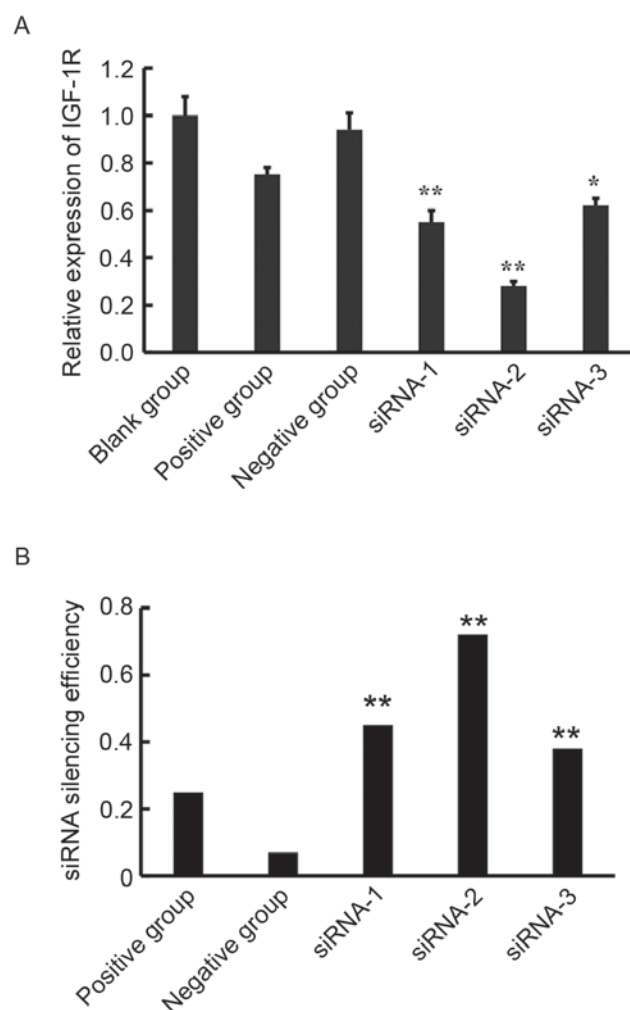 A
Relative expression of IGF-1R
1.2
1.0
0.8
0.6
0.4
0.2
0.0
**
**
*
Blank group
Positive group
Negative group
siRNA-1
siRNA-2
siRNA-3
B
siRNA silencing efficiency
0.8
0.6
0.4
0.2
0
**
**
**
Positive group
Negative group
siRNA-1
siRNA-2
siRNA-3